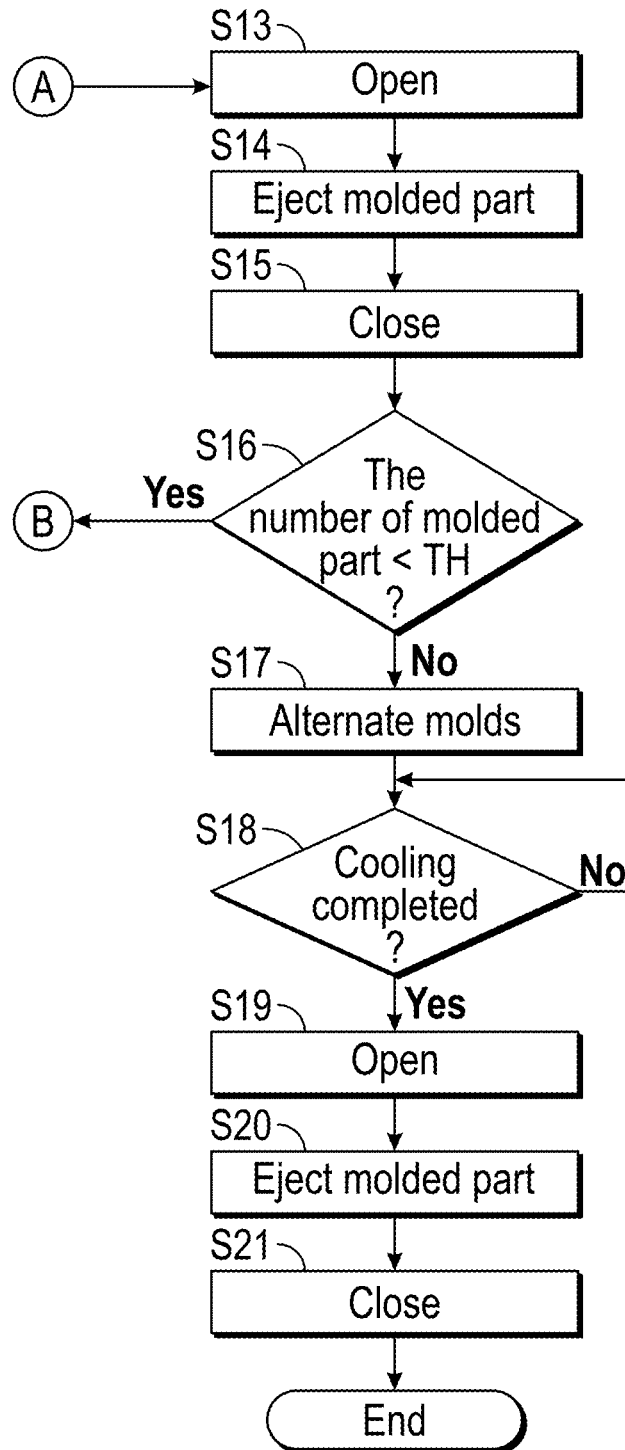 S13
A
Open
S14
Eject molded part
S15
Close
S16
Yes
B
The
number of molded
part < TH
?
No
S17
Alternate molds
S18
Cooling
completed
?
No
Yes
S19
Open
S20
Eject molded part
S21
Close
End